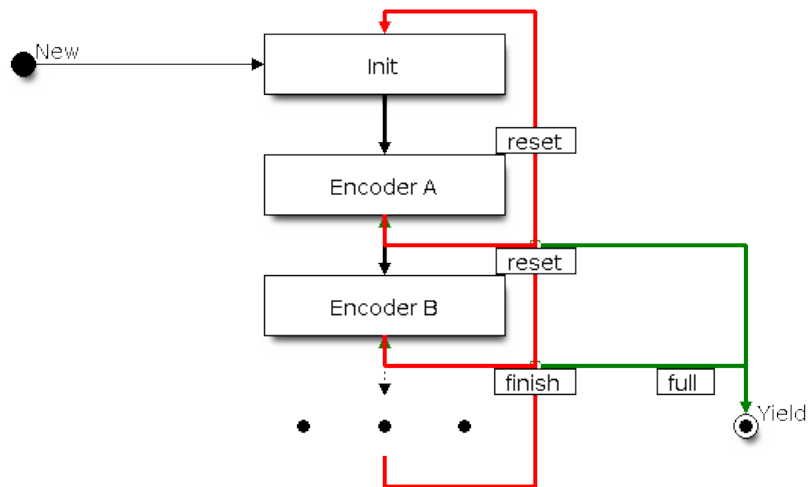 New
Init
reset
Encoder A
reset
Encoder B
finish
full
Yield